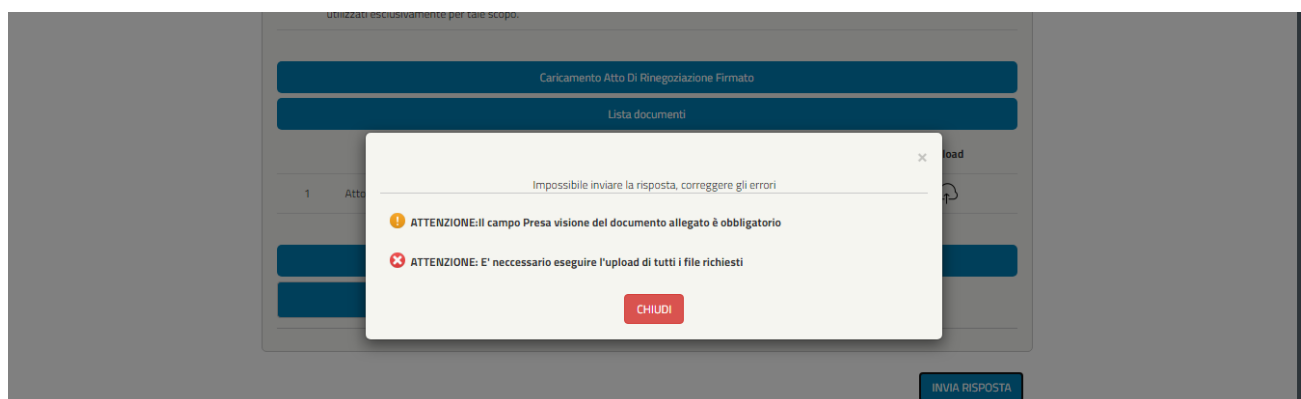 utilizzati esclusivamente per tale scopo.
Caricamento Atto Di Rinegoziazione Firmato
Lista documenti
×
load
Impossibile inviare la risposta, correggere gli errori
1 Atto
ATTENZIONE:Il campo Presa visione del documento allegato è obbligatorio
ATTENZIONE: E' neccessario eseguire l'upload di tutti i file richiesti
CHIUDI
INVIA RISPOSTA